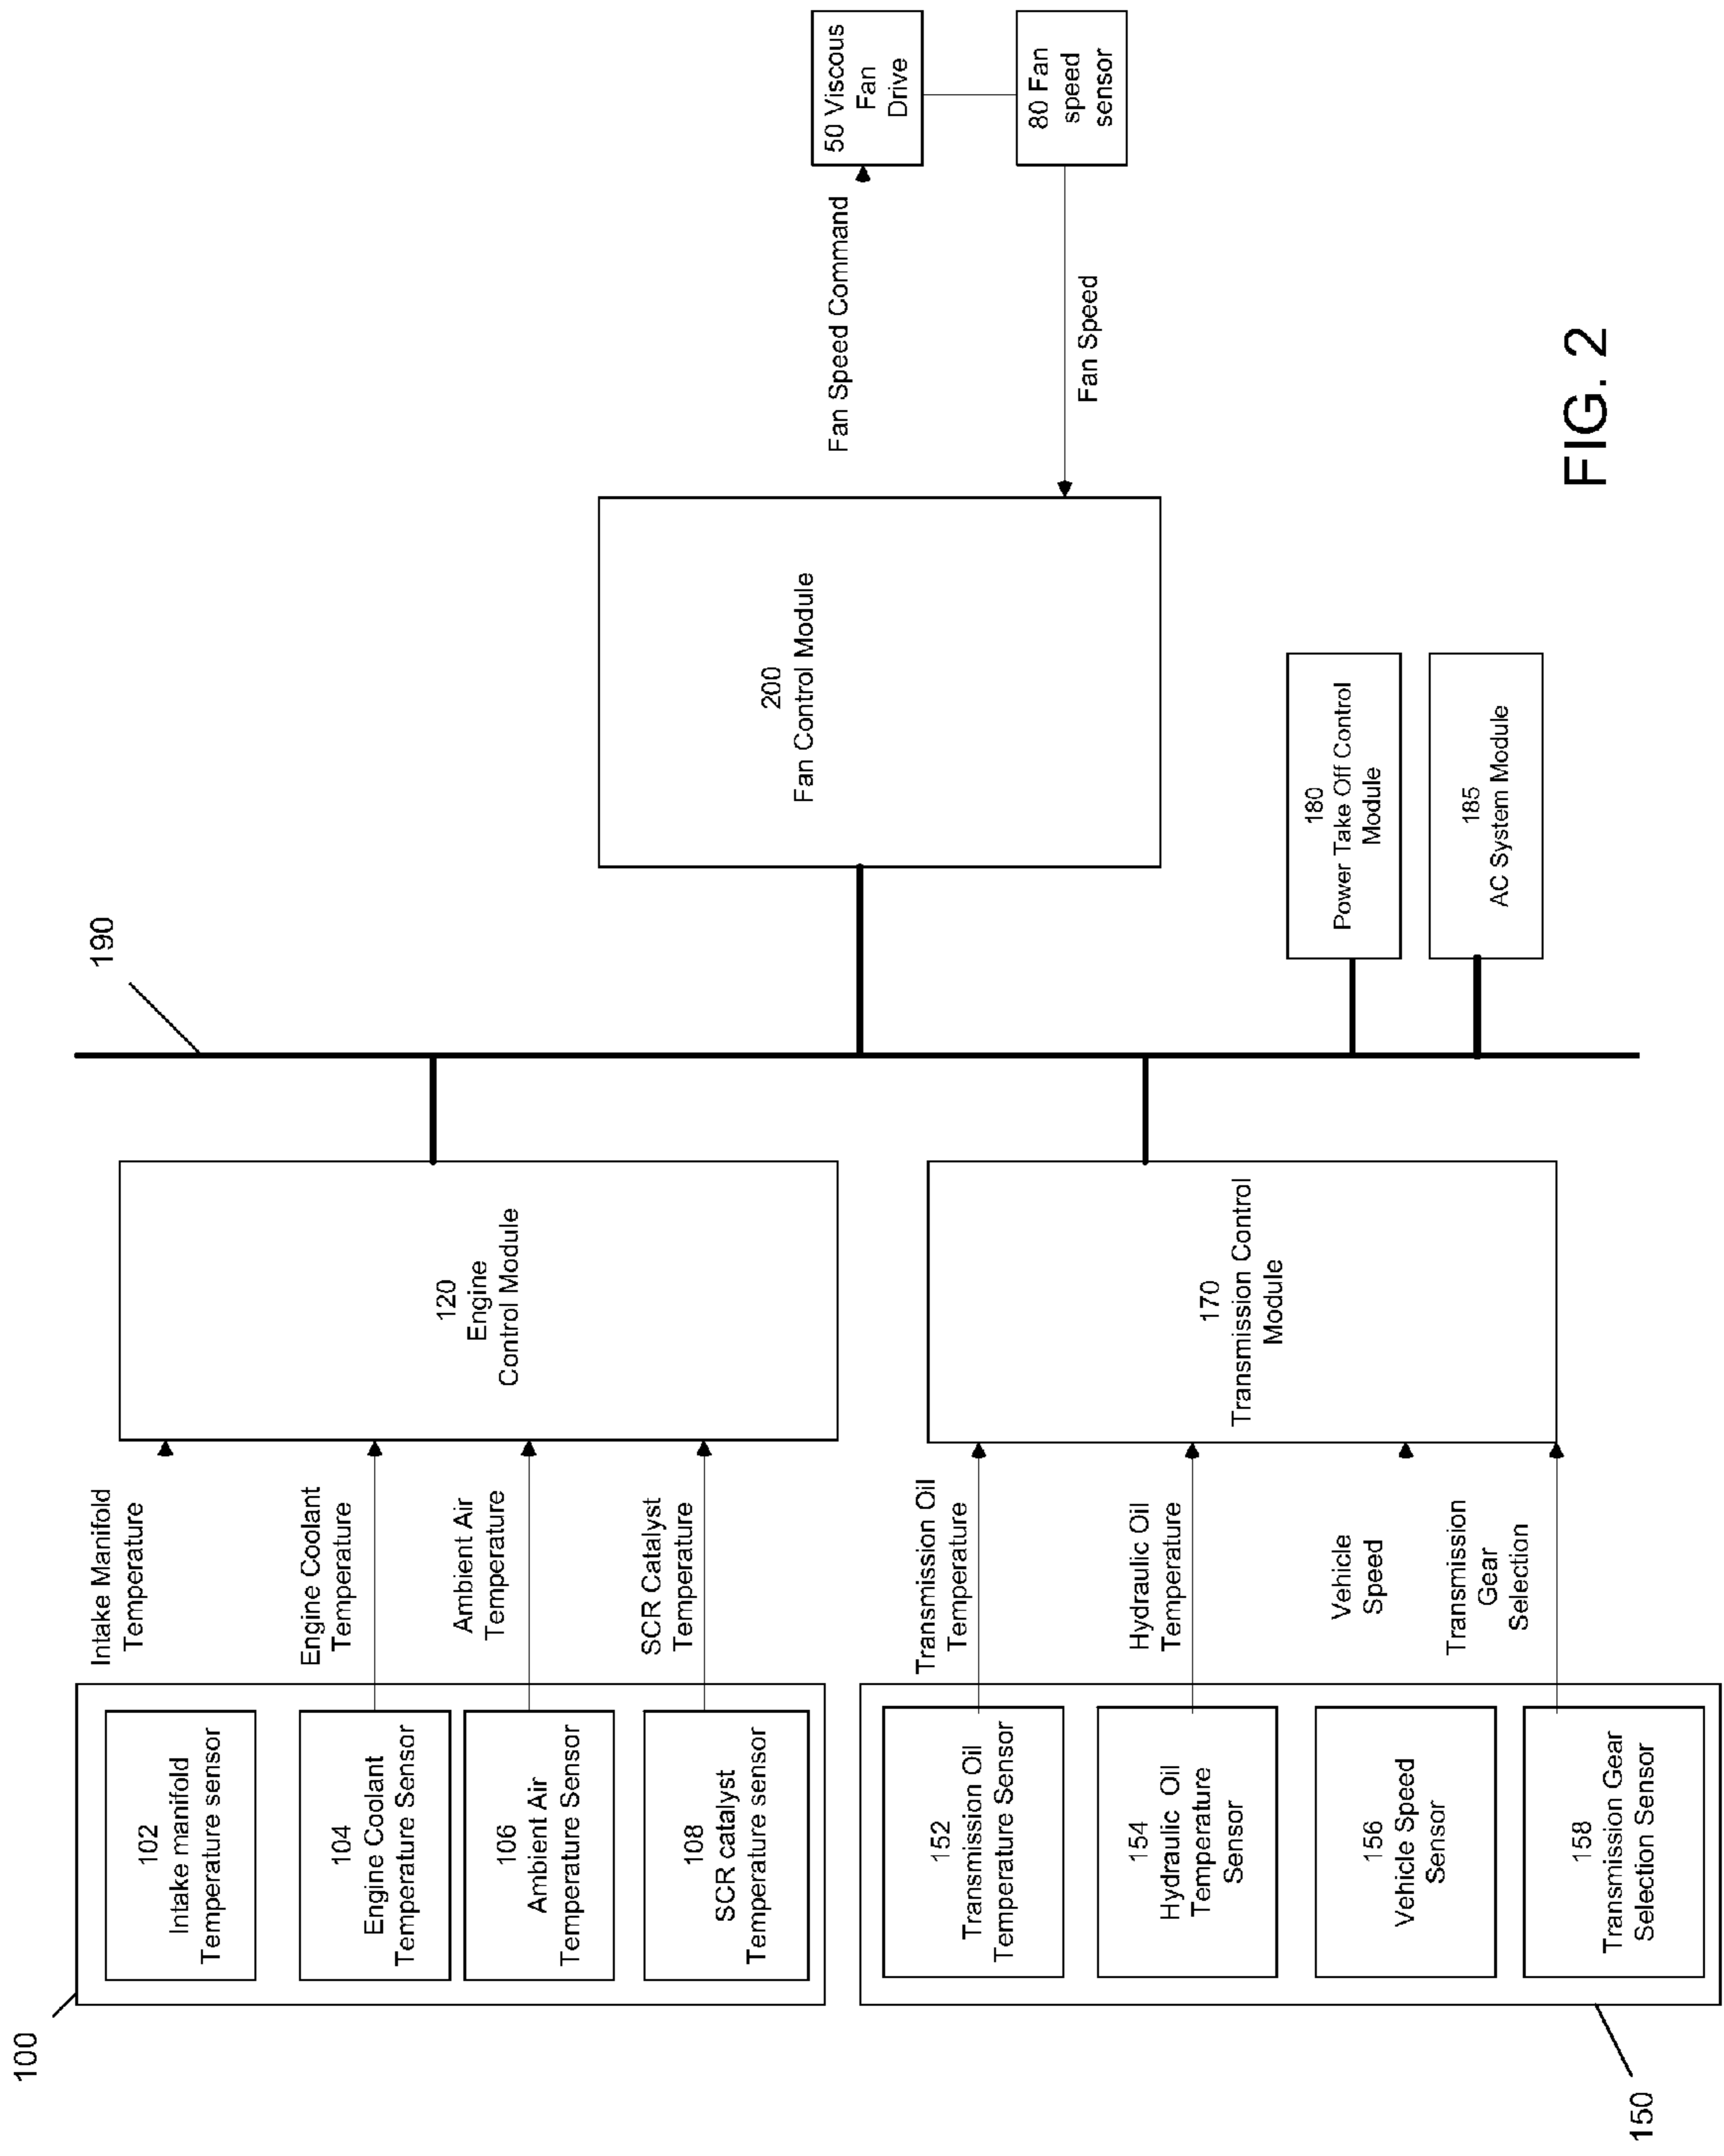 100
102
Intake manifold
Temperature sensor
104
Engine Coolant
Temperature Sensor
106
Ambient Air
Temperature Sensor
108
SCR catalyst
Temperature sensor
Intake Manifold
Temperature
Engine Coolant
Temperature
Ambient Air
Temperature
SCR Catalyst
Temperature
120
Engine
Control Module
150
152
Transmission Oil
Temperature Sensor
154
Hydraulic Oil
Temperature
Sensor
156
Vehicle Speed
Sensor
158
Transmission Gear
Selection Sensor
Transmission Oil
Temperature
Hydraulic Oil
Temperature
Vehicle
Speed
Transmission
Gear
Selection
170
Transmission Control
Module
190
200
Fan Control Module
180
Power Take Off Control
Module
185
AC System Module
Fan Speed Command
Fan Speed
50 Viscous
Fan
Drive
80 Fan
speed
sensor
FIG. 2